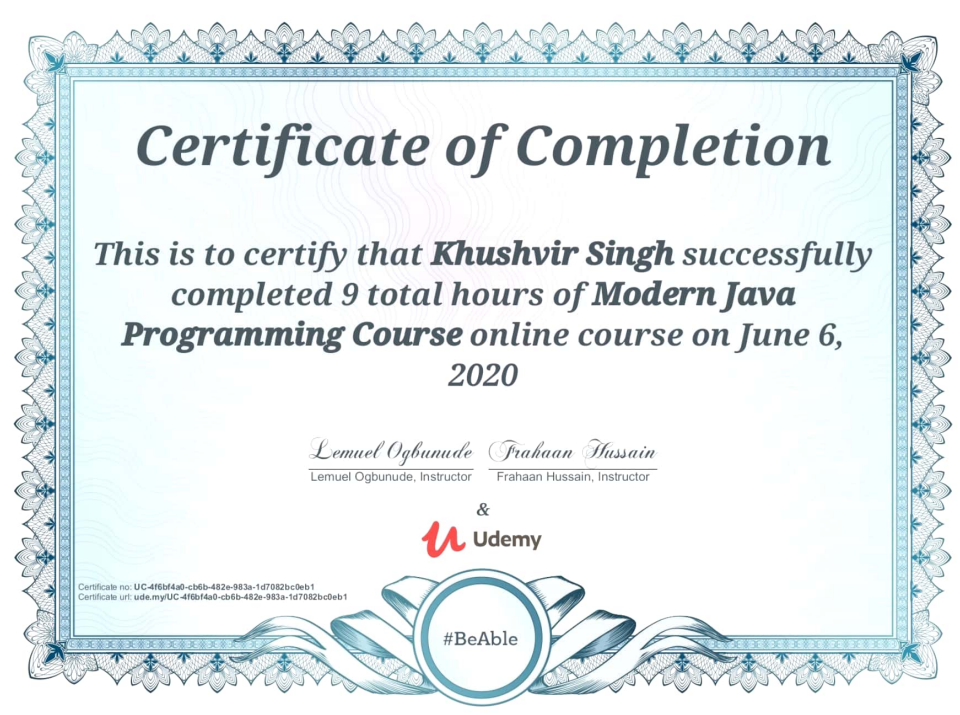 Certificate of Completion
This is to certify that Khushvir Singh successfully
completed 9 total hours of Modern Java
Programming Course online course on June 6,
2020
Lemuel Ogbunude Frahaan Hussain
Lemuel Ogbunude, Instructor Frahaan Hussain, Instructor
&
Udemy
Certificate no: UC-4f6bf4a0-cb6b-482e-983a-1d7082bc0eb1
Certificate url: ude.my/UC-4f6bf4a0-cb6b-482e-983a-1d7082bc0eb1
#BeAble